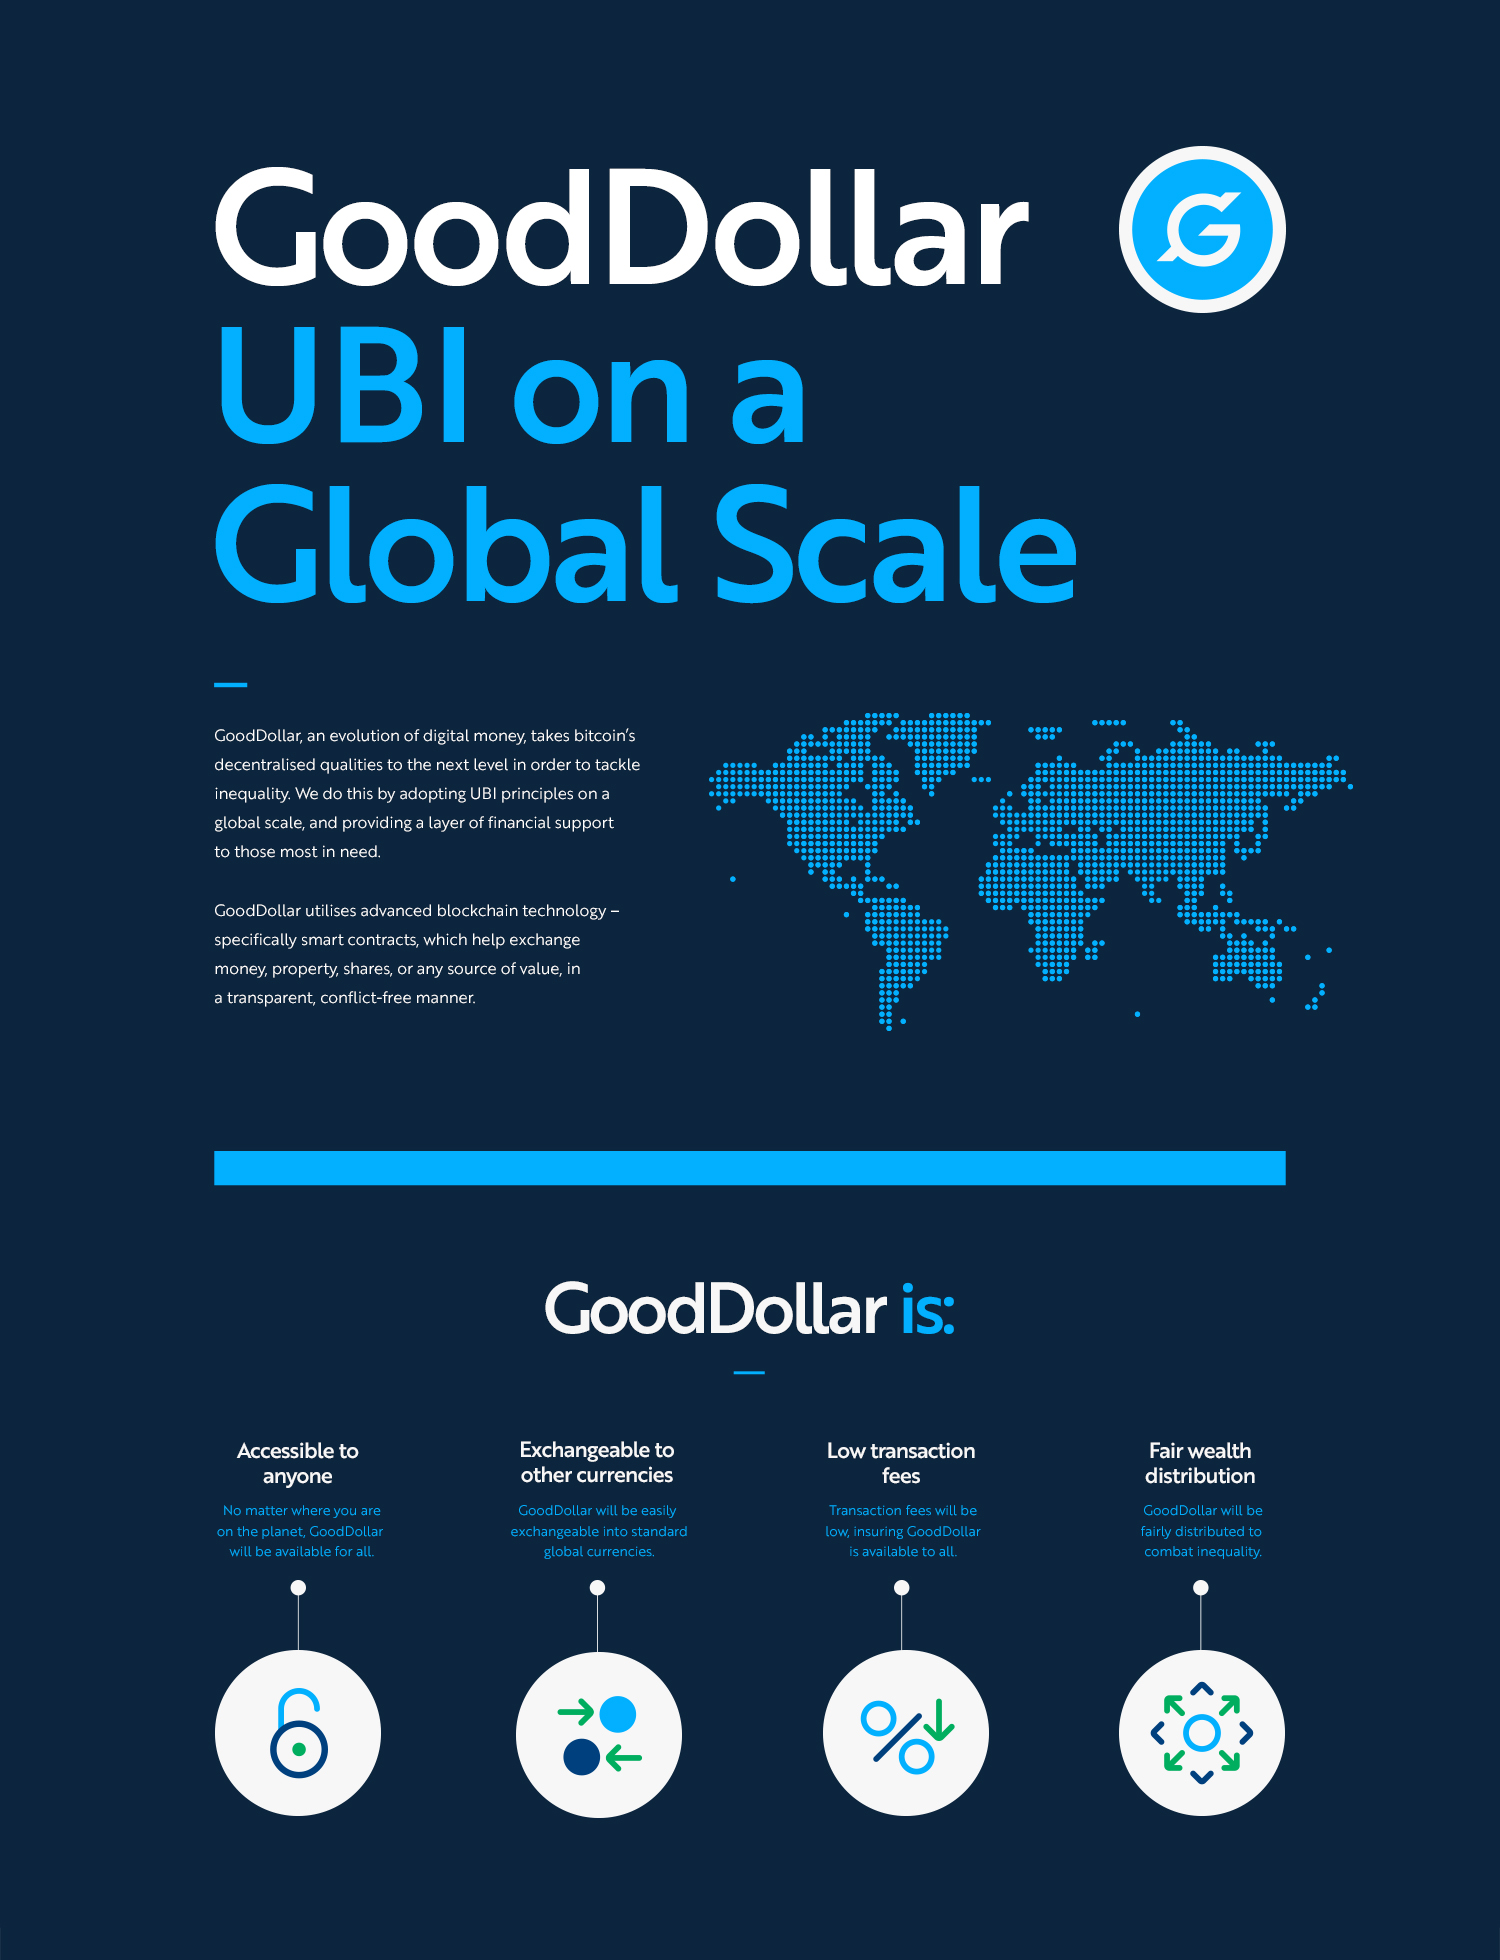 GoodDollar
UBI on a
Global Scale
GoodDollar, an evolution of digital money, takes bitcoin's
decentralised qualities to the next level in order to tackle
inequality. We do this by adopting UBI principles on a
global scale, and providing a layer of financial support
to those most in need.
GoodDollar utilises advanced blockchain technology –
specifically smart contracts, which help exchange
money, property, shares, or any source of value, in
a transparent, conflict-free manner.
GoodDollar is:
Accessible to
anyone
No matter where you are
on the planet, GoodDollar
will be available for all.
Exchangeable to
other currencies
GoodDollar will be easily
exchangeable into standard
global currencies.
Low transaction
fees
Transaction fees will be
low, insuring GoodDollar
is available to all.
Fair wealth
distribution
GoodDollar will be
fairly distributed to
combat inequality.